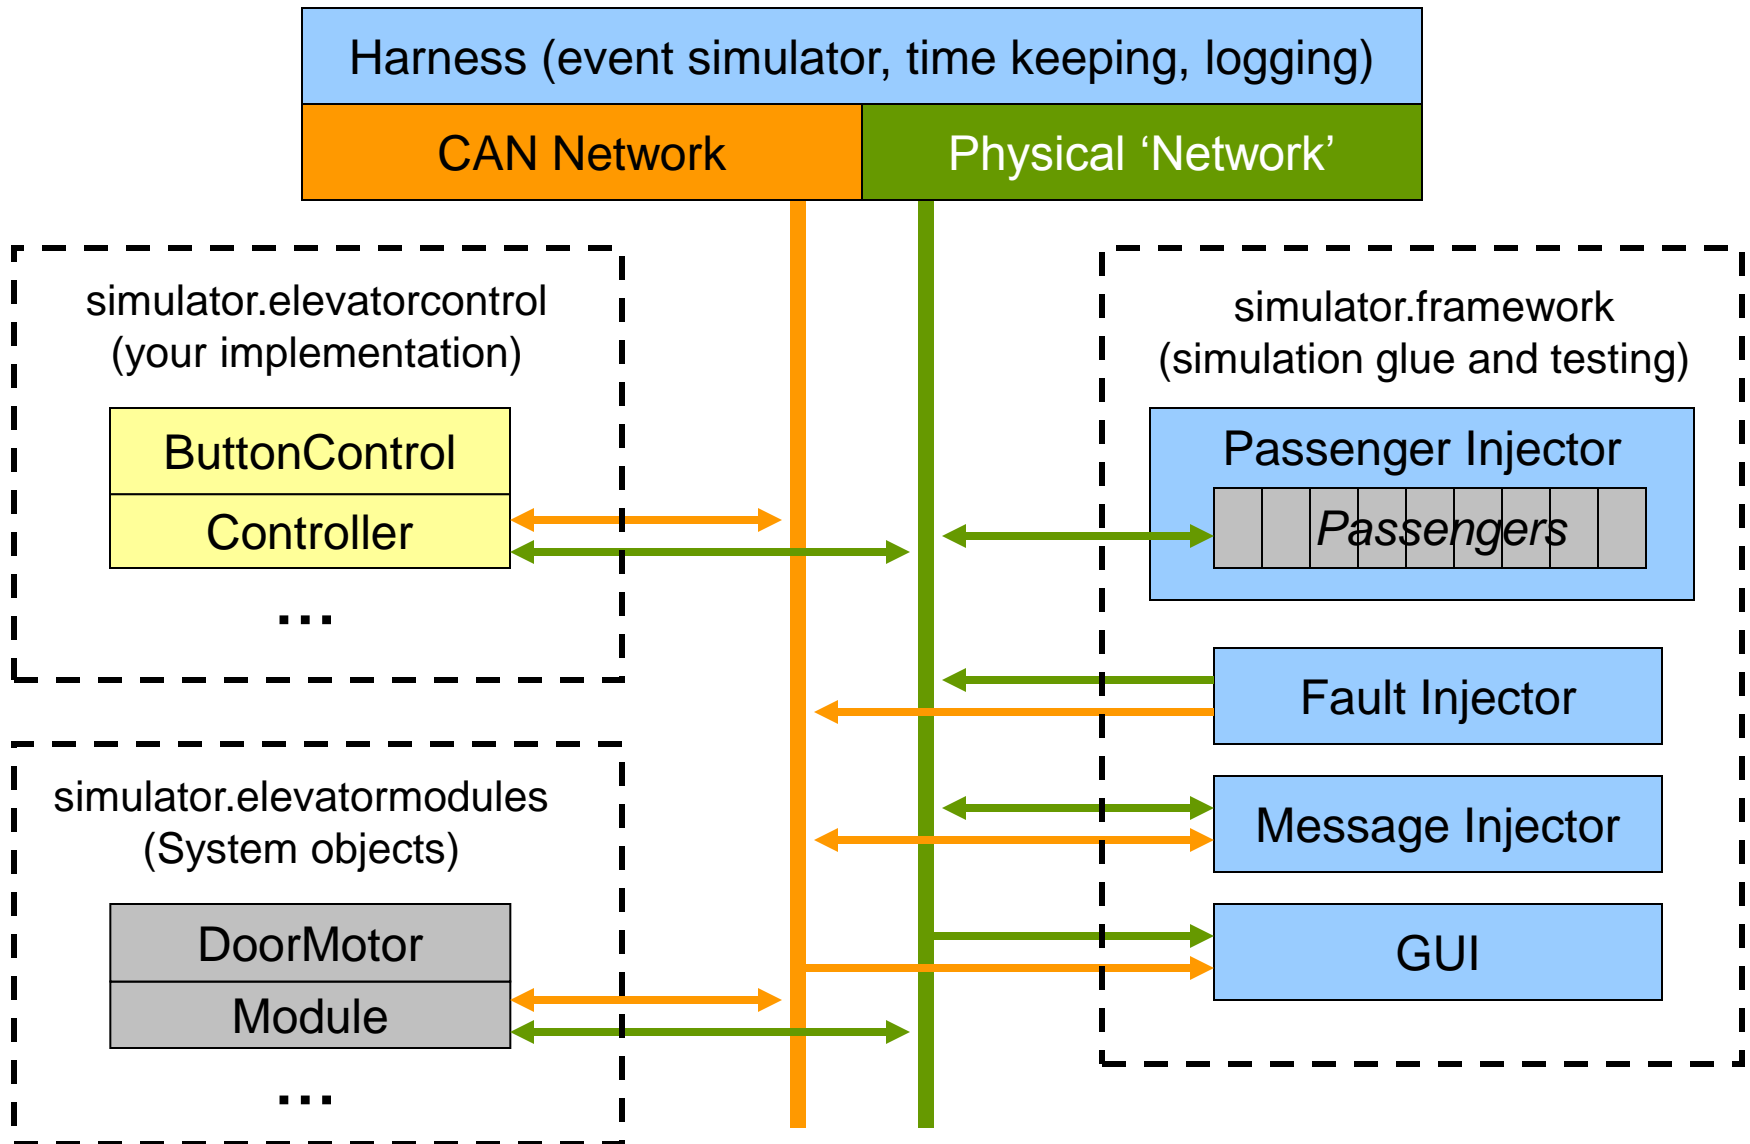 Harness (event simulator, time keeping, logging)
CAN Network
Physical ‘Network’
simulator.elevatorcontrol
(your implementation)
ButtonControl
Controller
...
simulator.elevatormodules
(System objects)
DoorMotor
Module
...
simulator.framework
(simulation glue and testing)
Passenger Injector
Passengers
Fault Injector
Message Injector
GUI